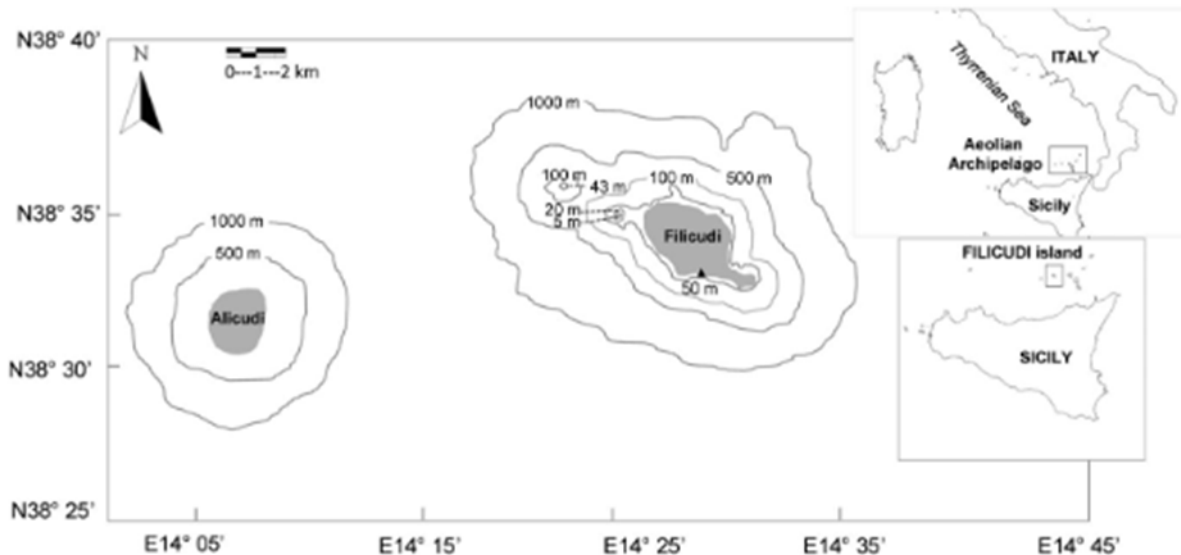 N38° 40'
N
0---1---2 km
1000 m
ITALY
Thyrrenian Sea
Aeolian
Archipelago
Sicily
100 m
43 m
100 m
500 m
N38° 35'
20 m
5 m
1000 m
500 m
Filicudi
50 m
Alicudi
FILICUDI island
SICILY
N38° 30'
N38° 25'
E14° 05'
E14° 15'
E14° 25'
E14° 35'
E14° 45'